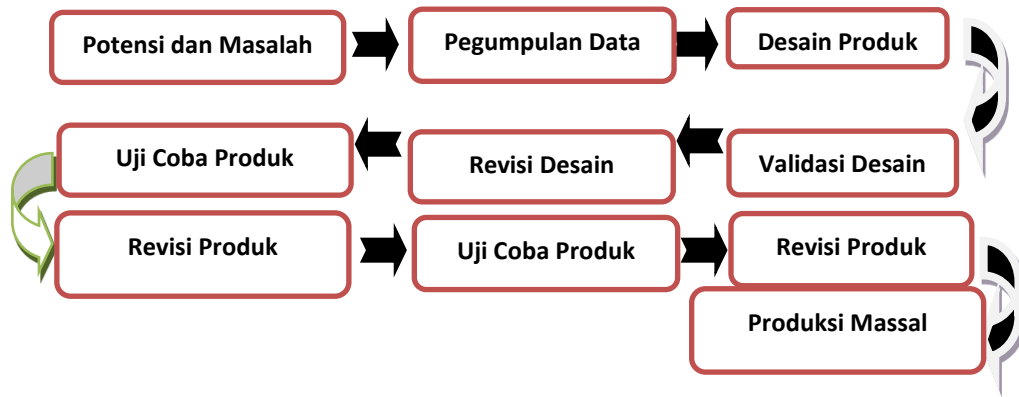 Potensi dan Masalah
Pegumpulan Data
Desain Produk
Validasi Desain
Revisi Desain
Uji Coba Produk
Revisi Produk
Uji Coba Produk
Revisi Produk
Produksi Massal